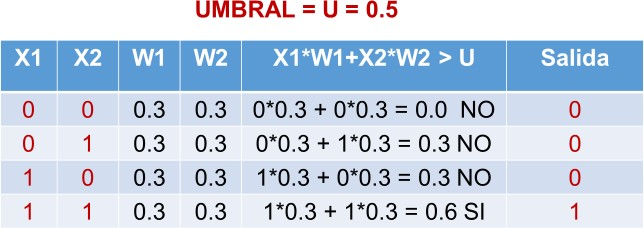 UMBRAL = U = 0.5
X1 X2 W1 W2 X1*W1+X2*W2 > U Salida
0 0 0.3 0.3 0*0.3 + 0*0.3 = 0.0 NO 0
0 1 0.3 0.3 0*0.3 + 1*0.3 = 0.3 NO 0
1 0 0.3 0.3 1*0.3 + 0*0.3 = 0.3 NO 0
1 1 0.3 0.3 1*0.3 + 1*0.3 = 0.6 SI 1